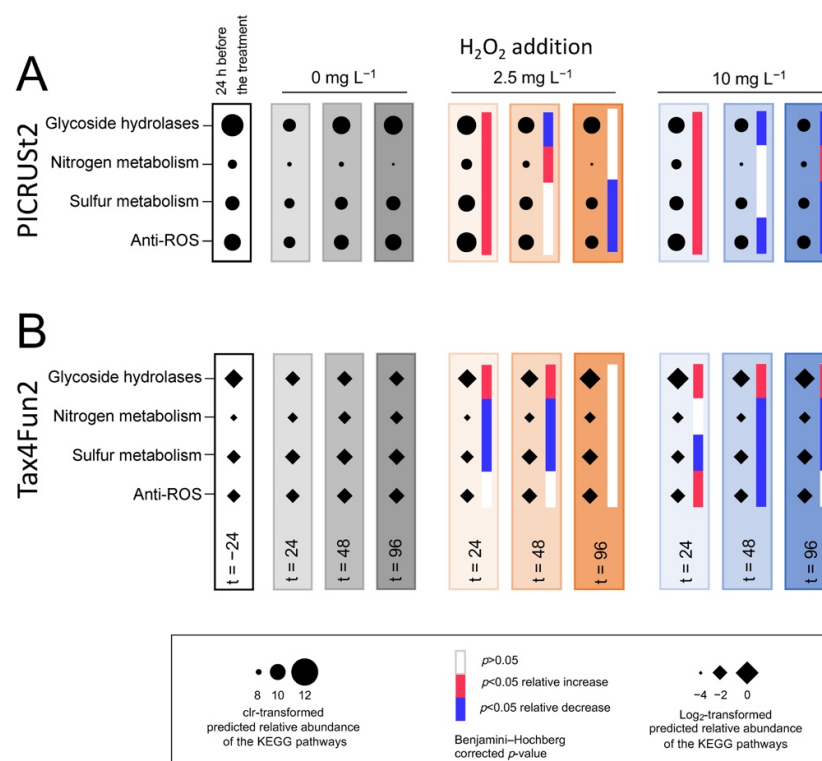 H₂O₂ addition
24 h before
the treatment
0 mg L⁻¹
2.5 mg L⁻¹
10 mg L⁻¹
A
PICRUSt2
Glycoside hydrolases
Nitrogen metabolism
Sulfur metabolism
Anti-ROS
B
Tax4Fun2
Glycoside hydrolases
Nitrogen metabolism
Sulfur metabolism
Anti-ROS
t = −24
t = 24
t = 48
t = 96
t = 24
t = 48
t = 96
t = 24
t = 48
t = 96
8 10 12
clr-transformed
predicted relative abundance
of the KEGG pathways
p>0.05
p<0.05 relative increase
p<0.05 relative decrease
Benjamini–Hochberg
corrected p-value
−4 −2 0
Log₂-transformed
predicted relative abundance
of the KEGG pathways